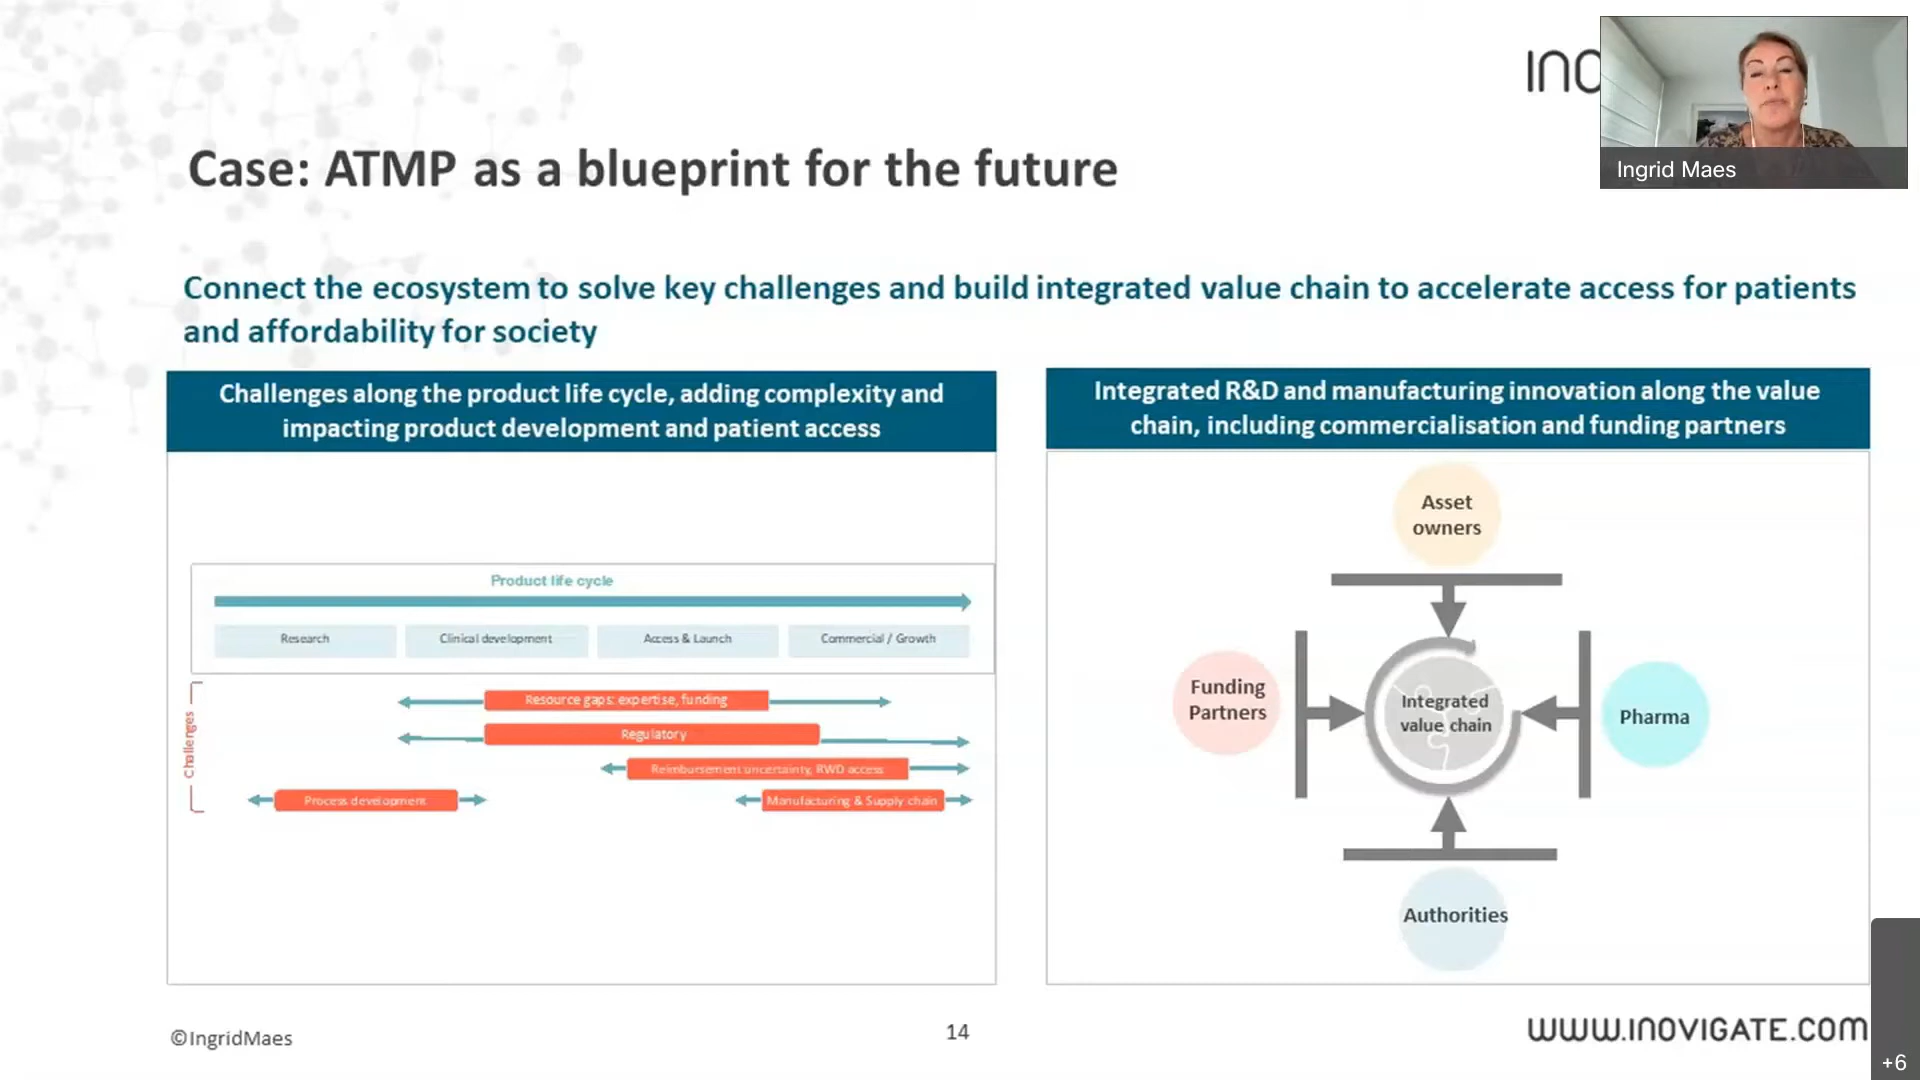 Ingrid Maes
Case: ATMP as a blueprint for the future
Connect the ecosystem to solve key challenges and build integrated value chain to accelerate access for patients
and affordability for society
Challenges along the product life cycle, adding complexity and
impacting product development and patient access
Product life cycle
Research
Clinical development
Access & Launch
Commercial / Growth
Challenges
Resource gaps: expertise, funding
Regulatory
Reimbursement uncertainty, RWD access
Process development
Manufacturing & Supply chain
Integrated R&D and manufacturing innovation along the value
chain, including commercialisation and funding partners
Asset
owners
Funding
Partners
Integrated
value chain
Pharma
Authorities
©IngridMaes
14
WWW.INOVIGATE.COM
+6